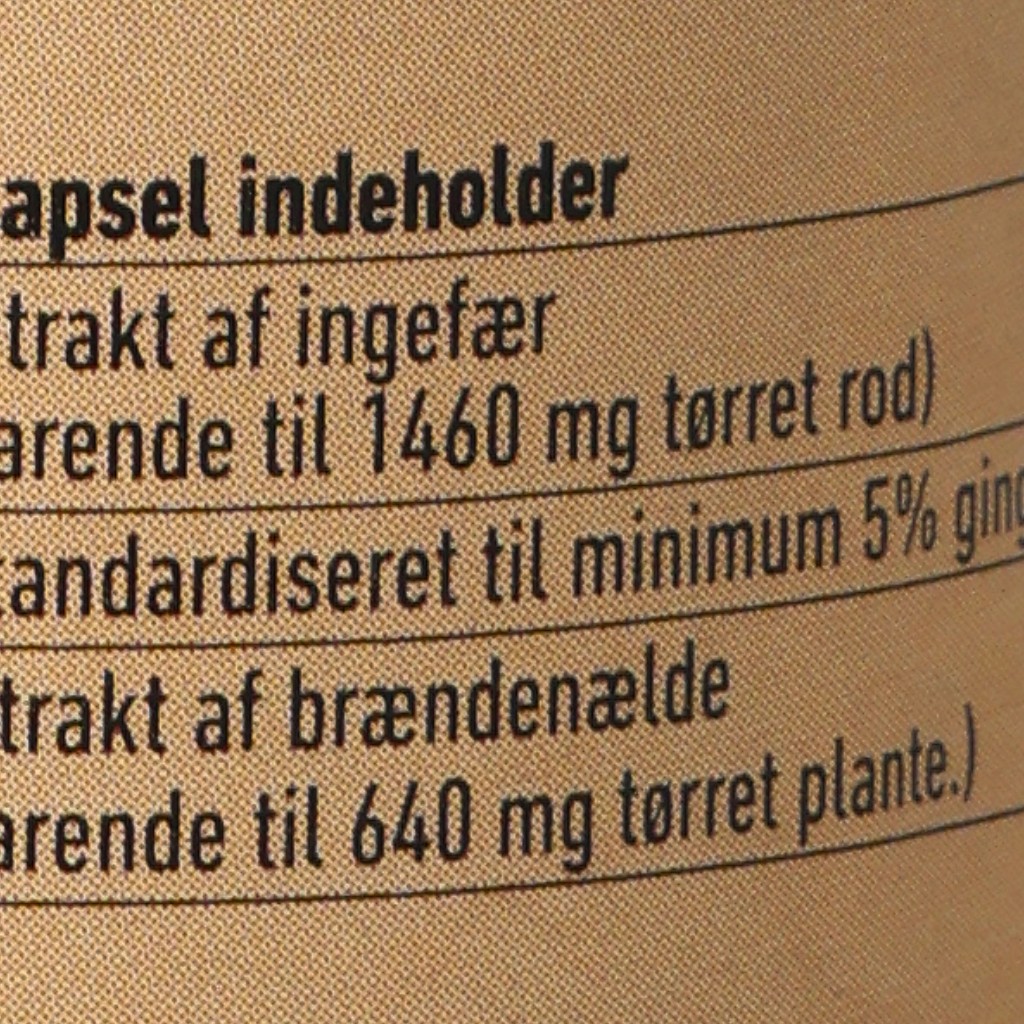 apsel indeholder
trakt af ingefær
arende til 1460 mg tørret rod)
tandardiseret til minimum 5% ging
trakt af brændenælde
arende til 640 mg tørret plante.)